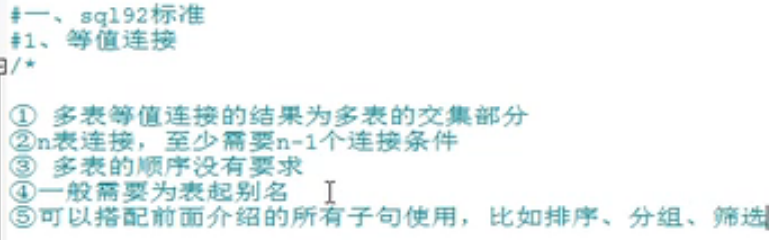 #一、sql92标准
#1、等值连接
/*
① 多表等值连接的结果为多表的交集部分
②n表连接，至少需要n-1个连接条件
③ 多表的顺序没有要求
④一般需要为表起别名
⑤可以搭配前面介绍的所有子句使用，比如排序、分组、筛选